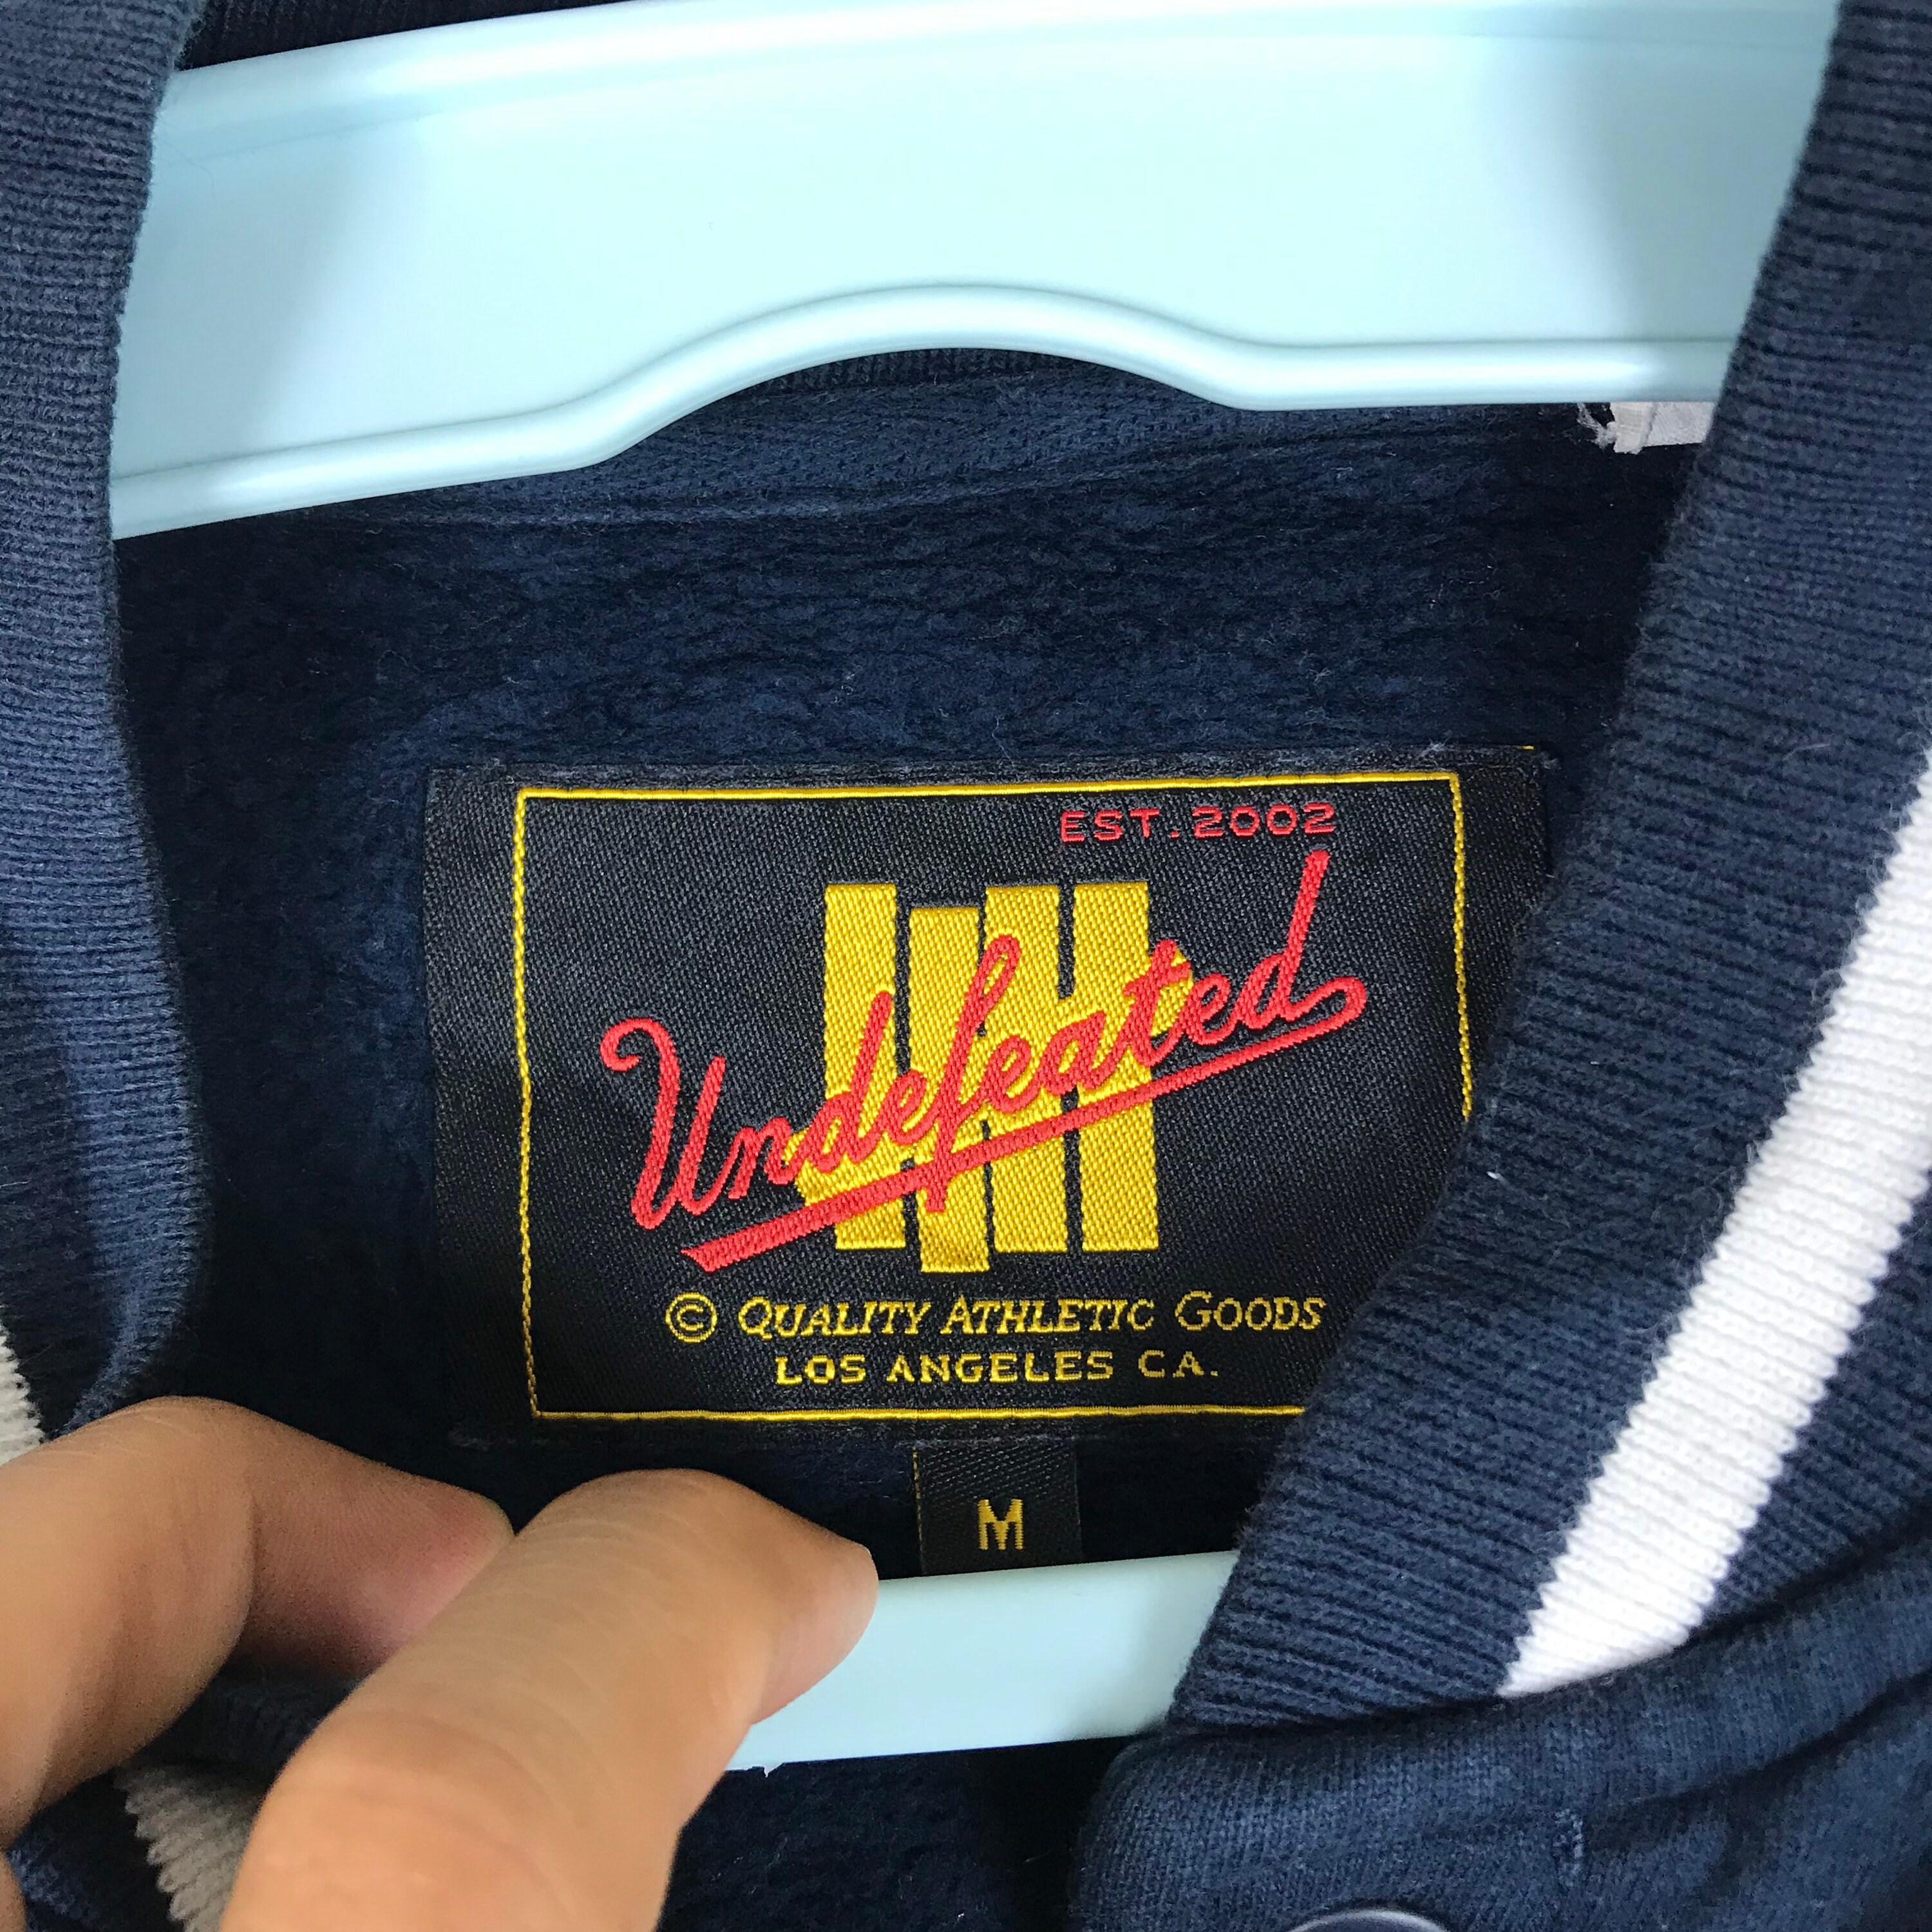 EST.2002
Undefeated
© QUALITY ATHLETIC GOODS
LOS ANGELES CA.
M